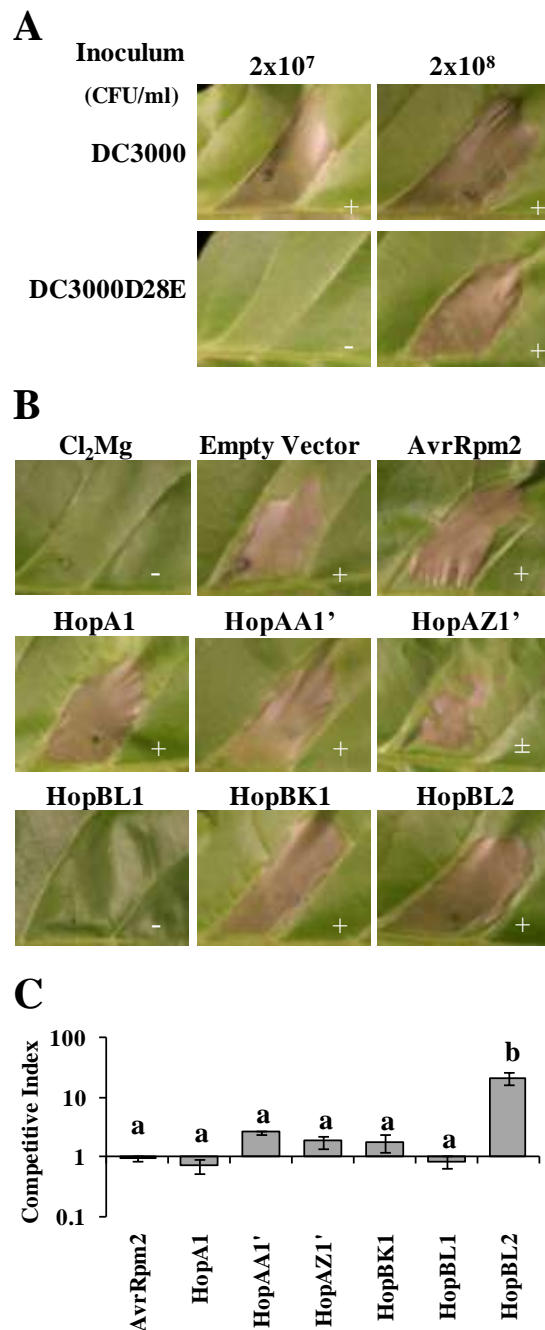 A
Inoculum
(CFU/ml)
2x10⁷
2x10⁸
DC3000
+
+
DC3000D28E
-
+
B
Cl₂Mg
Empty Vector
AvrRpm2
-
+
+
HopA1
HopAA1'
HopAZ1'
+
+
±
HopBL1
HopBK1
HopBL2
-
+
+
C
Competitive Index
100
10
1
0.1
a
a
a
a
a
a
b
AvrRpm2
HopA1
HopAA1'
HopAZ1'
HopBK1
HopBL1
HopBL2